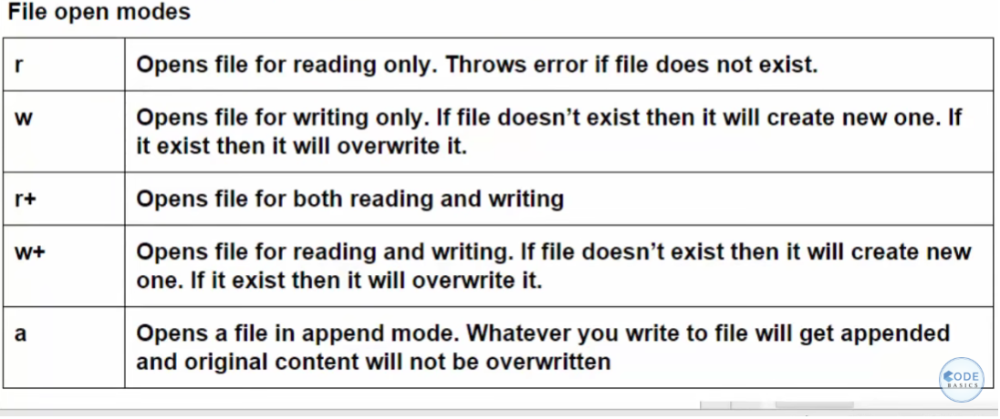 File open modes
r
Opens file for reading only. Throws error if file does not exist.
w
Opens file for writing only. If file doesn’t exist then it will create new one. If
it exist then it will overwrite it.
r+
Opens file for both reading and writing
w+
Opens file for reading and writing. If file doesn’t exist then it will create new
one. If it exist then it will overwrite it.
a
Opens a file in append mode. Whatever you write to file will get appended
and original content will not be overwritten
CODE
BASICS